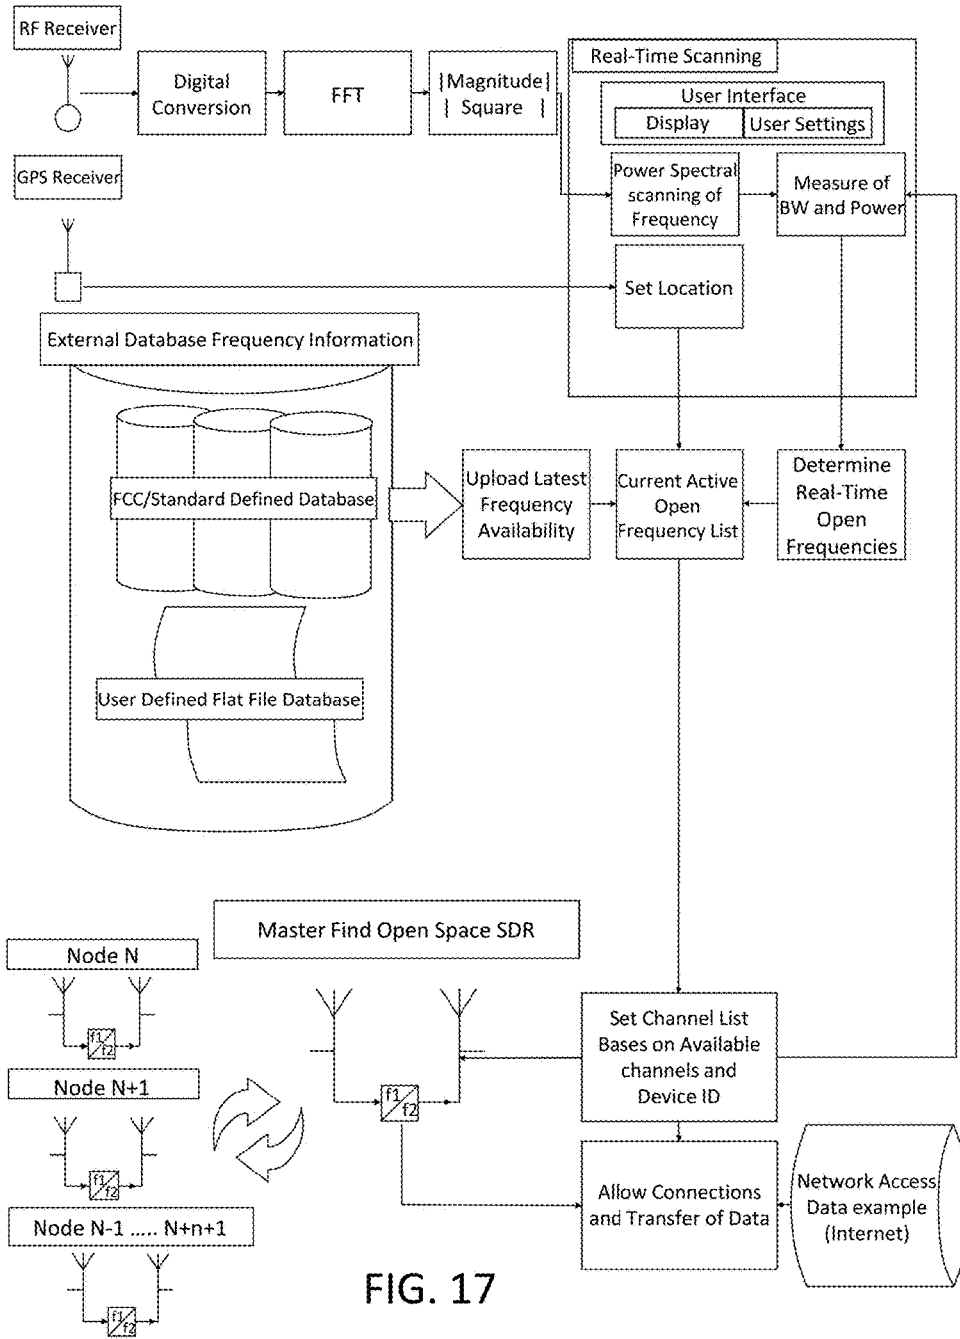 RF Receiver
Digital
Conversion
FFT
|Magnitude|
| Square |
Real-Time Scanning
User Interface
Display
User Settings
GPS Receiver
Power Spectral
scanning of
Frequency
Measure of
BW and Power
Set Location
External Database Frequency Information
FCC/Standard Defined Database
Upload Latest
Frequency
Availability
Current Active
Open
Frequency List
Determine
Real-Time
Open
Frequencies
User Defined Flat File Database
Master Find Open Space SDR
Node N
f1
f2
Node N+1
f1
f2
Node N-1 ..... N+n+1
f1
f2
f1
f2
Set Channel List
Bases on Available
channels and
Device ID
Allow Connections
and Transfer of Data
Network Access
Data example
(Internet)
FIG. 17